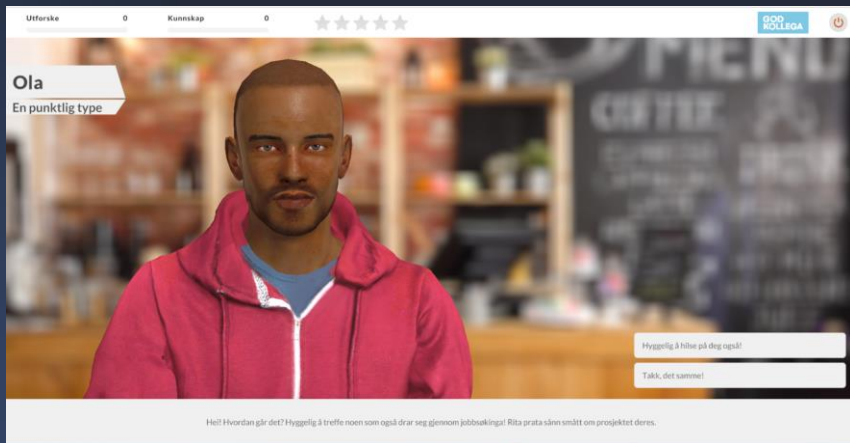 Utforske 0 Kunnskap 0
GOD
KOLLEGA
Ola
En punktlig type
MENU
COFFEE
Hyggelig å hilse på deg også!
Takk, det samme!
Hei! Hvordan går det? Hyggelig å treffe noen som også drar seg gjennom jobbsøkinga! Rita prata sånn smått om prosjektet deres.